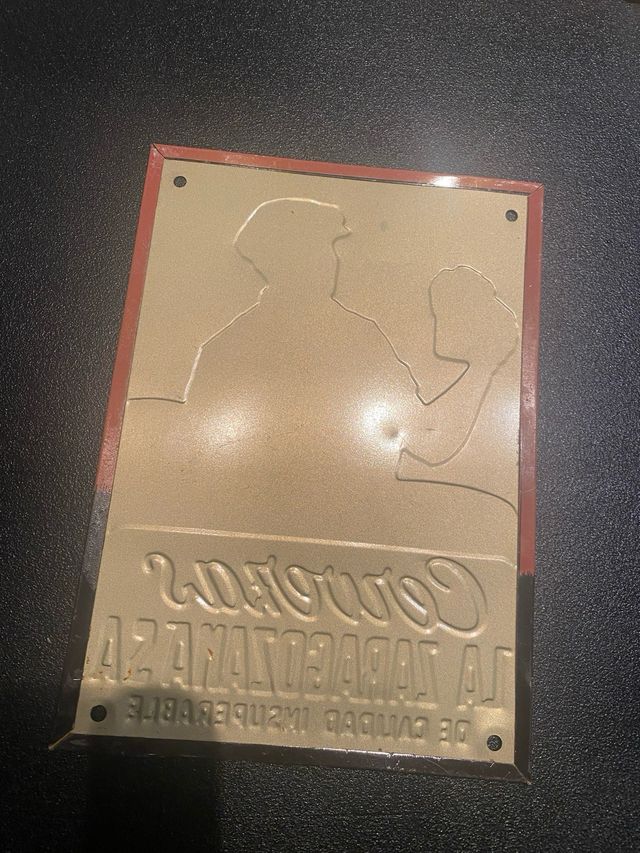 Cervezas
LA ZARAGOZANA S.A
DE CALIDAD INSUPERABLE